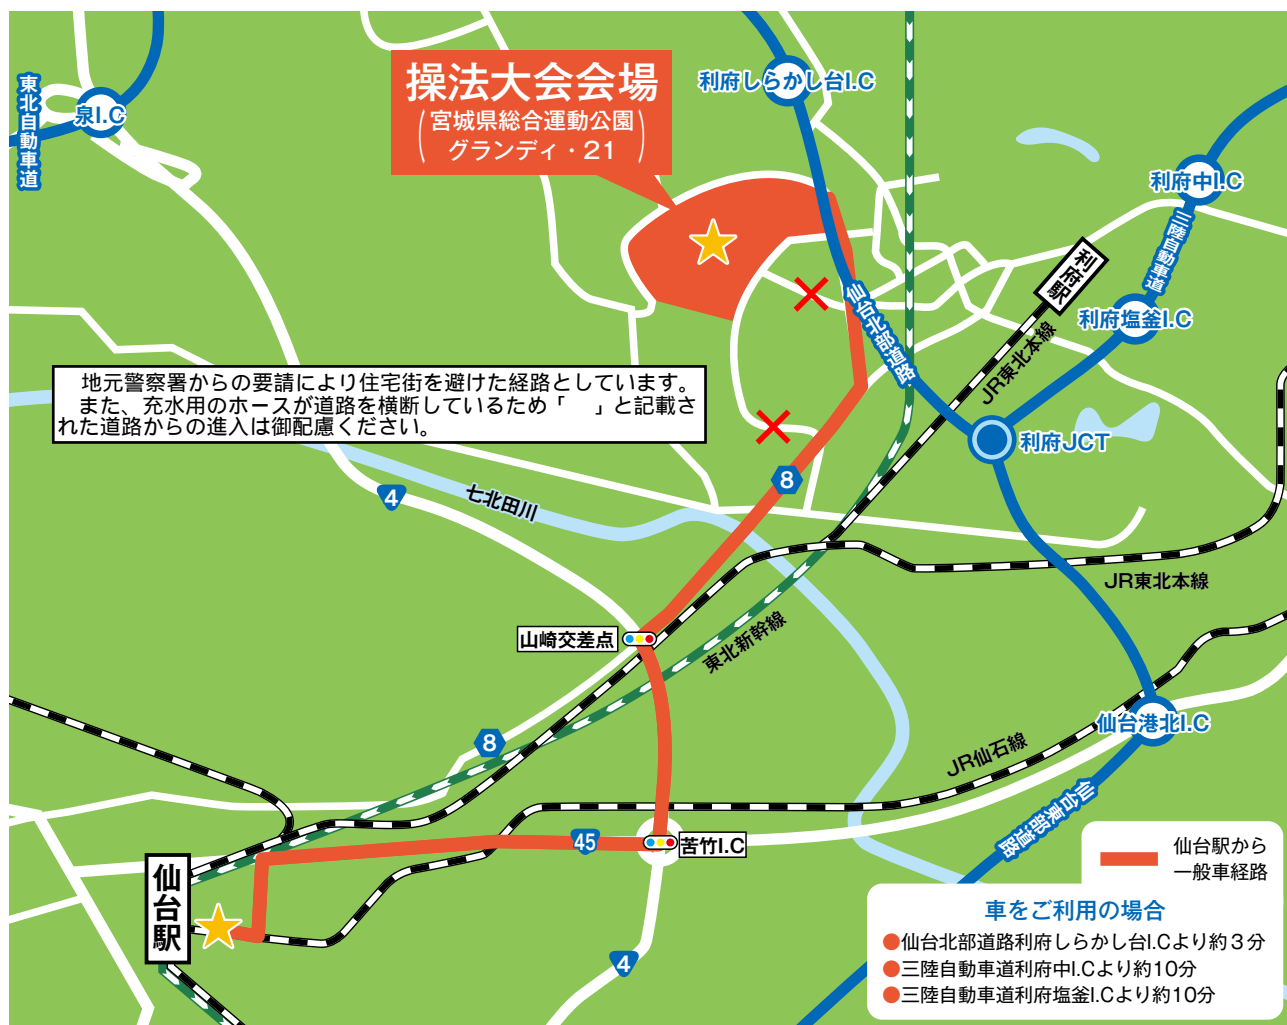 東北自動車道
泉I.C
操法大会会場
(宮城県総合運動公園
グランディ・21)
利府しらかし台I.C
利府中I.C
三陸自動車道
利府駅
利府塩釜I.C
仙台北部道路
JR東北本線
利府JCT
地元警察署からの要請により住宅街を避けた経路としています。
また、充水用のホースが道路を横断しているため「　」と記載さ
れた道路からの進入は御配慮ください。
8
4
七北田川
JR東北本線
山崎交差点
東北新幹線
8
仙台港北I.C
JR仙石線
仙台東部道路
45
苦竹I.C
仙台駅
4
仙台駅から
一般車経路
車をご利用の場合
●仙台北部道路利府しらかし台I.Cより約3分
●三陸自動車道利府中I.Cより約10分
●三陸自動車道利府塩釜I.Cより約10分